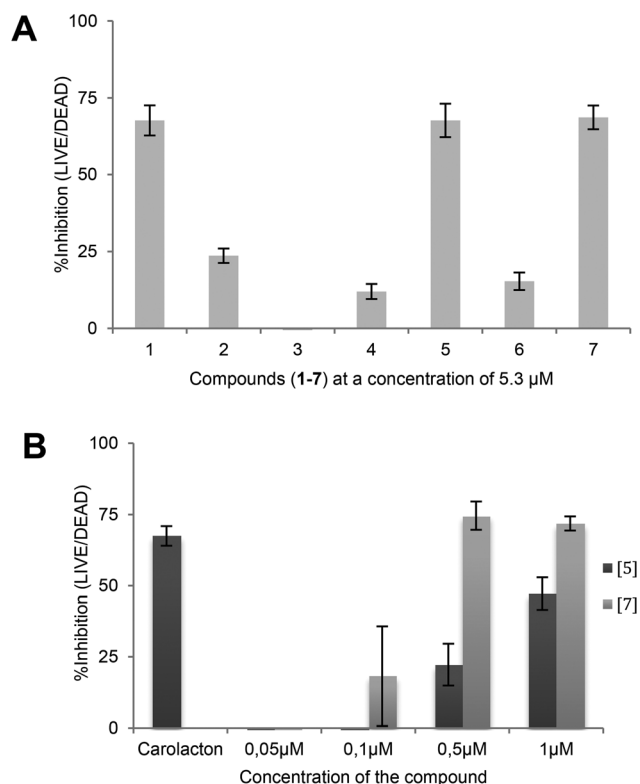 A
100
75
50
25
0
%Inhibition (LIVE/DEAD)
1 2 3 4 5 6 7
Compounds (1-7) at a concentration of 5.3 µM
B
100
75
50
25
0
%Inhibition (LIVE/DEAD)
[5]
[7]
Carolacton 0,05µM 0,1µM 0,5µM 1µM
Concentration of the compound